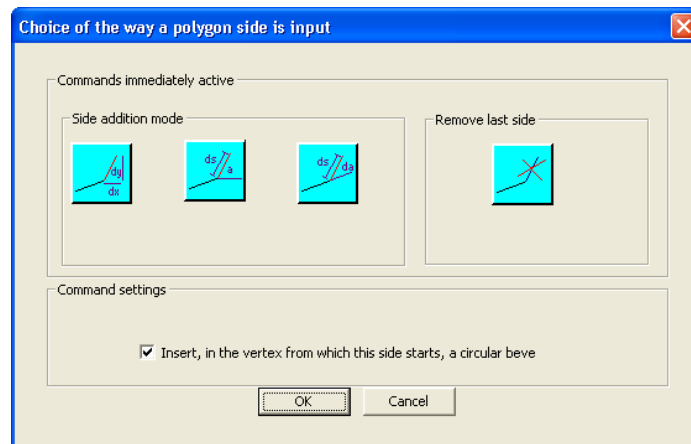 Choice of the way a polygon side is input
Commands immediately active
Side addition mode
Remove last side
dy
dx
ds
a
ds
da
Command settings
Insert, in the vertex from which this side starts, a circular beve
OK
Cancel